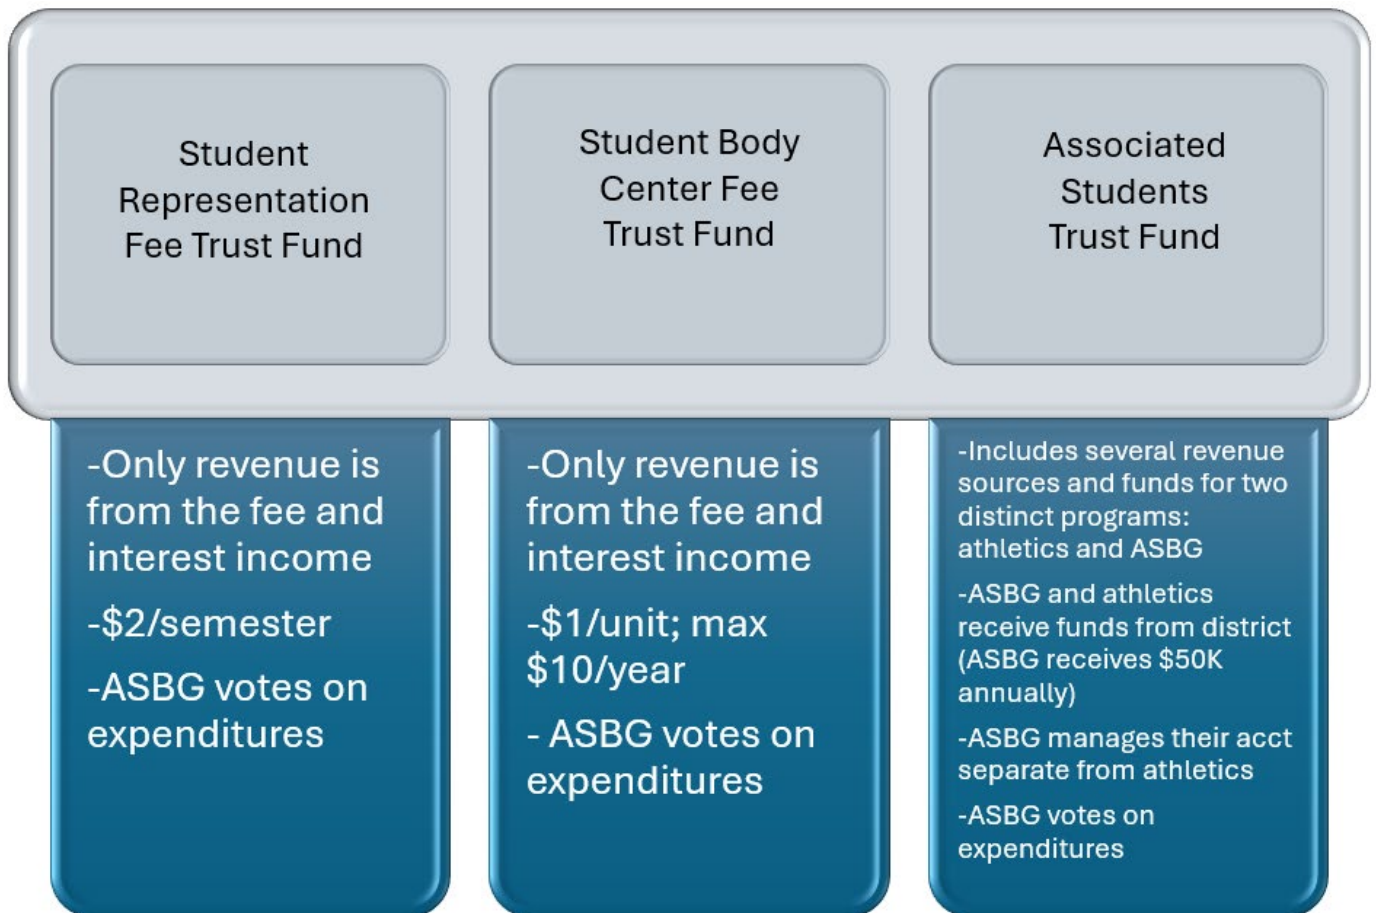 Student
Representation
Fee Trust Fund
Student Body
Center Fee
Trust Fund
Associated
Students
Trust Fund
-Only revenue is
from the fee and
interest income
-$2/semester
-ASBG votes on
expenditures
-Only revenue is
from the fee and
interest income
-$1/unit; max
$10/year
- ASBG votes on
expenditures
-Includes several revenue
sources and funds for two
distinct programs:
athletics and ASBG
-ASBG and athletics
receive funds from district
(ASBG receives $50K
annually)
-ASBG manages their acct
separate from athletics
-ASBG votes on
expenditures